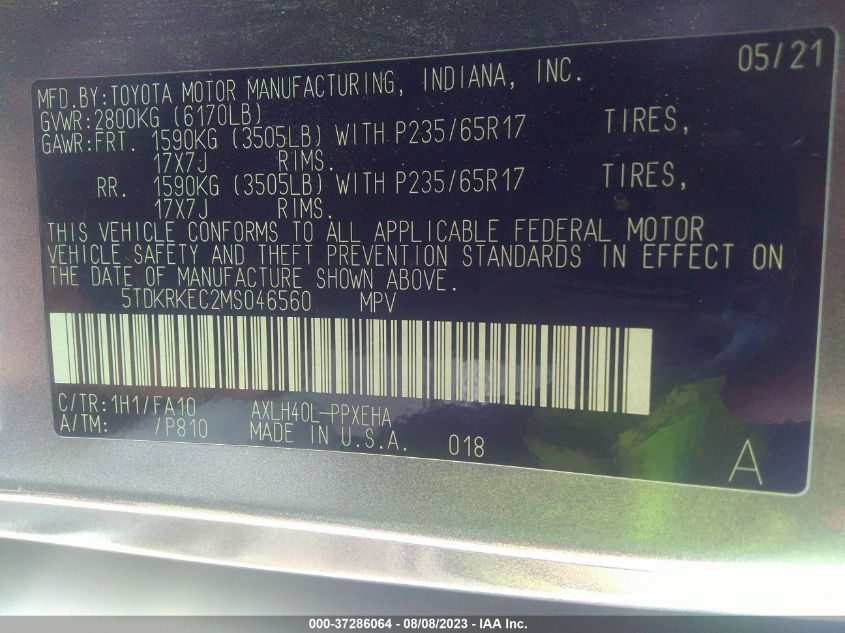 05/21
MFD.BY:TOYOTA MOTOR MANUFACTURING, INDIANA, INC.
GVWR:2800KG (6170LB)
GAWR:FRT. 1590KG (3505LB) WITH P235/65R17 TIRES,
17X7J RIMS.
RR. 1590KG (3505LB) WITH P235/65R17 TIRES,
17X7J RIMS.
THIS VEHICLE CONFORMS TO ALL APPLICABLE FEDERAL MOTOR
VEHICLE SAFETY AND THEFT PREVENTION STANDARDS IN EFFECT ON
THE DATE OF MANUFACTURE SHOWN ABOVE.
5TDKRKEC2MS046560 MPV
C/TR:1H1/FA10 AXLH40L-PPXEHA
A/TM: /P810 MADE IN U.S.A. 018
A
000-37286064 - 08/08/2023 - IAA Inc.